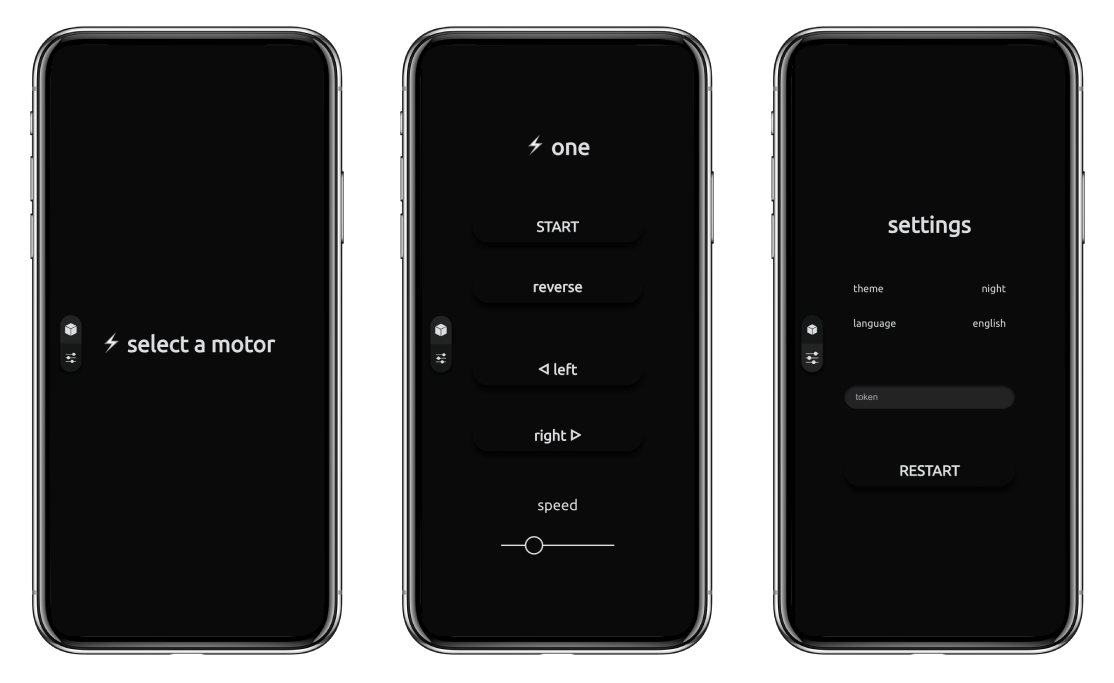 select a motor
one
START
reverse
◁ left
right ▷
speed
settings
theme night
language english
token
RESTART